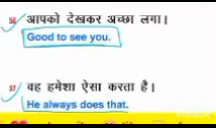 56 आपको देखकर अच्छा लगा।
Good to see you.
57 वह हमेशा ऐसा करता है।
He always does that.